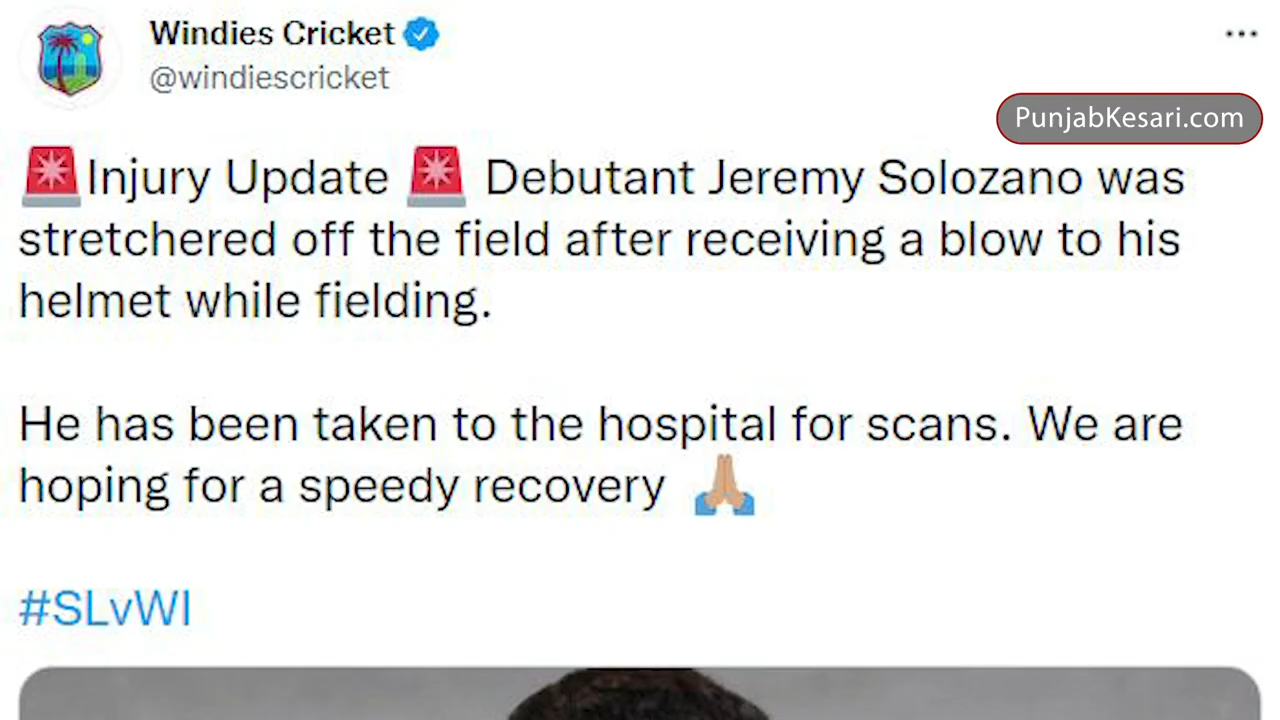 Windies Cricket
@windiescricket
PunjabKesari.com
🚨Injury Update 🚨 Debutant Jeremy Solozano was
stretchered off the field after receiving a blow to his
helmet while fielding.
He has been taken to the hospital for scans. We are
hoping for a speedy recovery 🙏🏼
#SLvWI